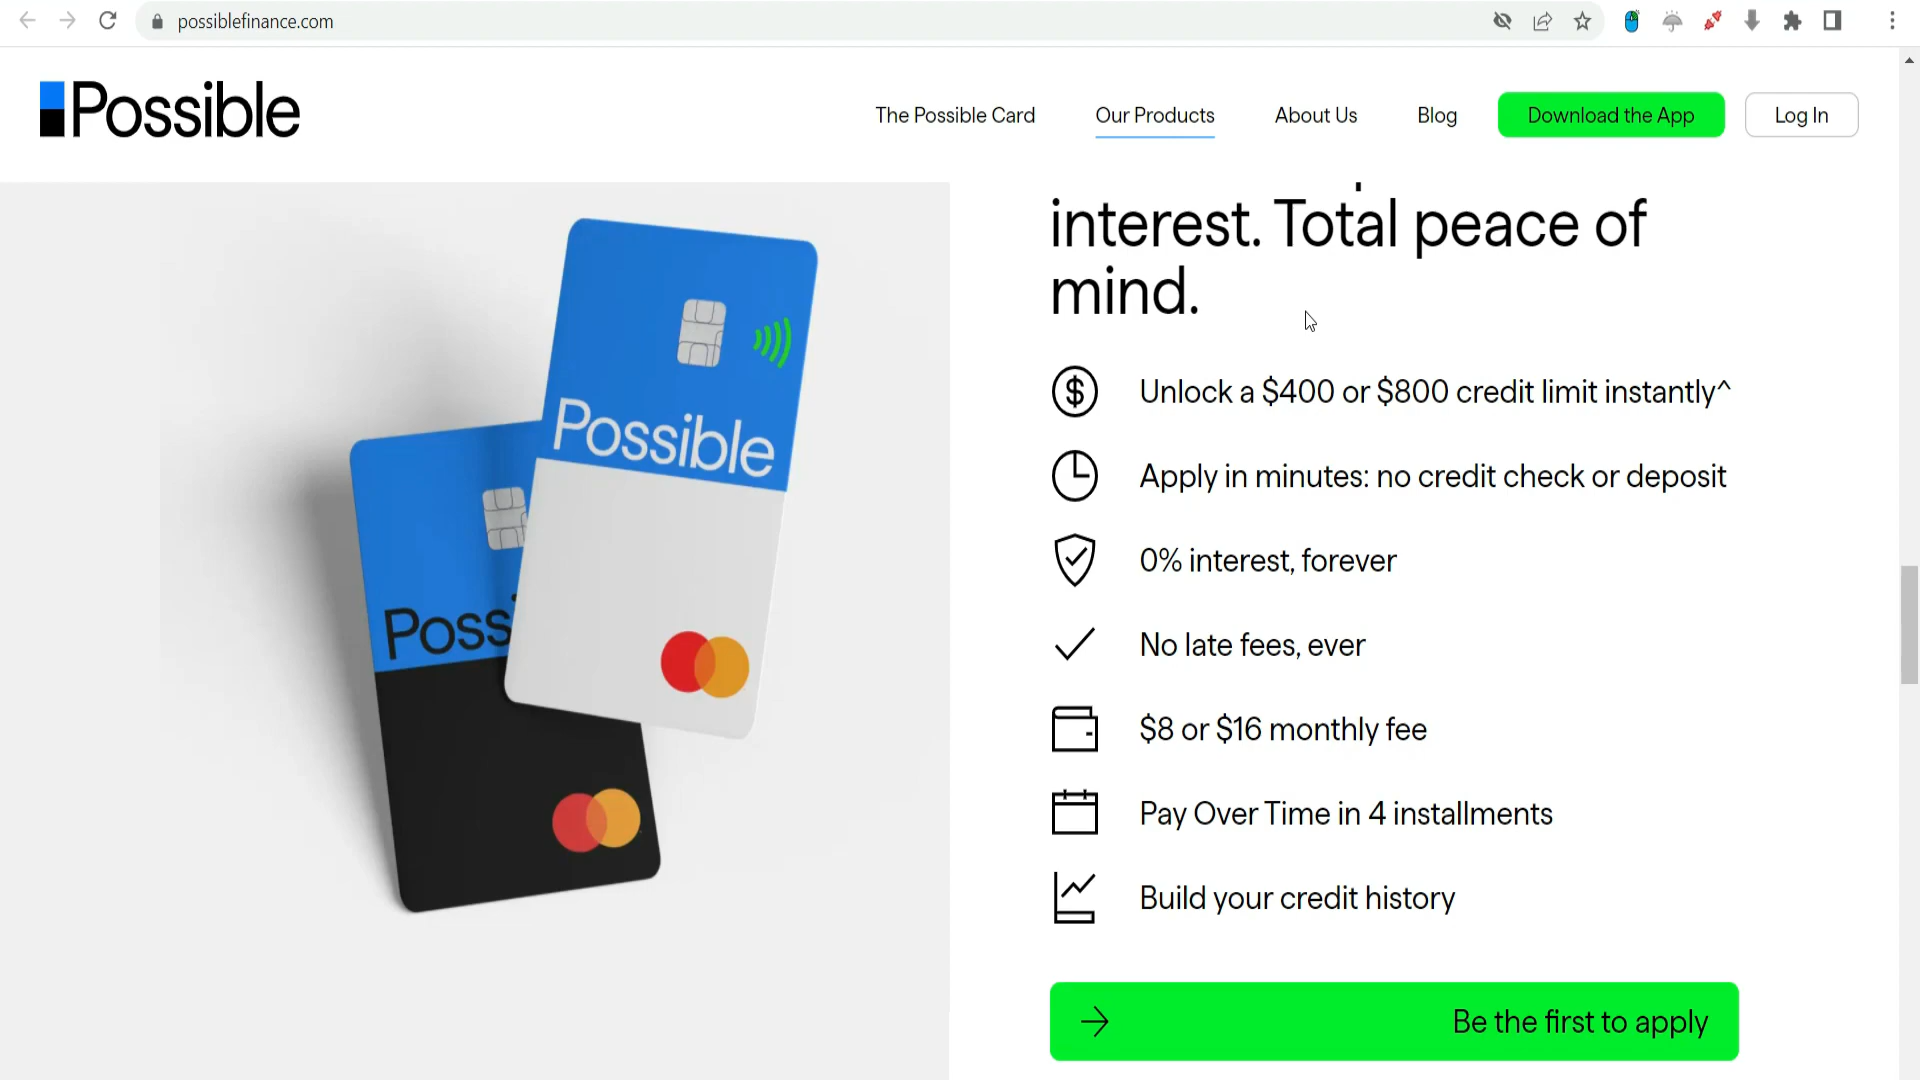 possiblefinance.com
Possible
The Possible Card
Our Products
About Us
Blog
Download the App
Log In
interest. Total peace of
mind.
Possible
Poss
Unlock a $400 or $800 credit limit instantly^
Apply in minutes: no credit check or deposit
0% interest, forever
No late fees, ever
$8 or $16 monthly fee
Pay Over Time in 4 installments
Build your credit history
Be the first to apply